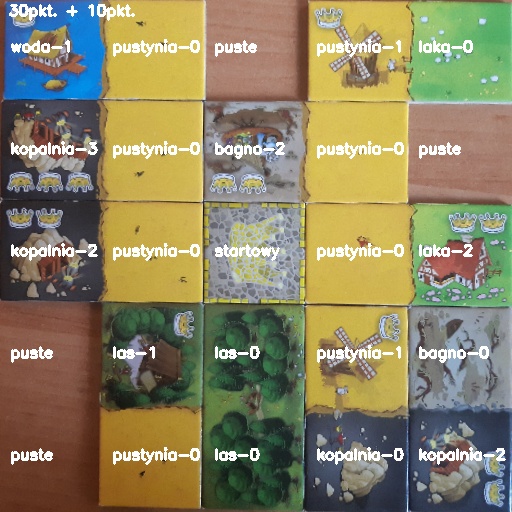 30pkt. + 10pkt.
woda-1 pustynia-0 puste pustynia-1 laka-0
kopalnia-3 pustynia-0 bagno-2 pustynia-0 puste
kopalnia-2 pustynia-0 startowy pustynia-0 laka-2
puste las-1 las-0 pustynia-1 bagno-0
puste pustynia-0 las-0 kopalnia-0 kopalnia-2